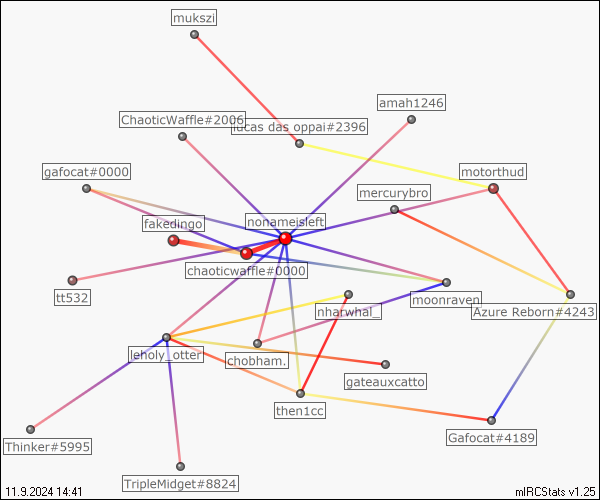 mukszi
amah1246
ChaoticWaffle#2006
lucas das oppai#2396
gafocat#0000
motorthud
mercurybro
fakedingo
nonameisleft
chaoticwaffle#0000
tt532
moonraven
nharwhal_
Azure Reborn#4243
leholy_otter
chobham.
gateauxcatto
then1cc
Gafocat#4189
Thinker#5995
TripleMidget#8824
11.9.2024 14:41
mIRCStats v1.25